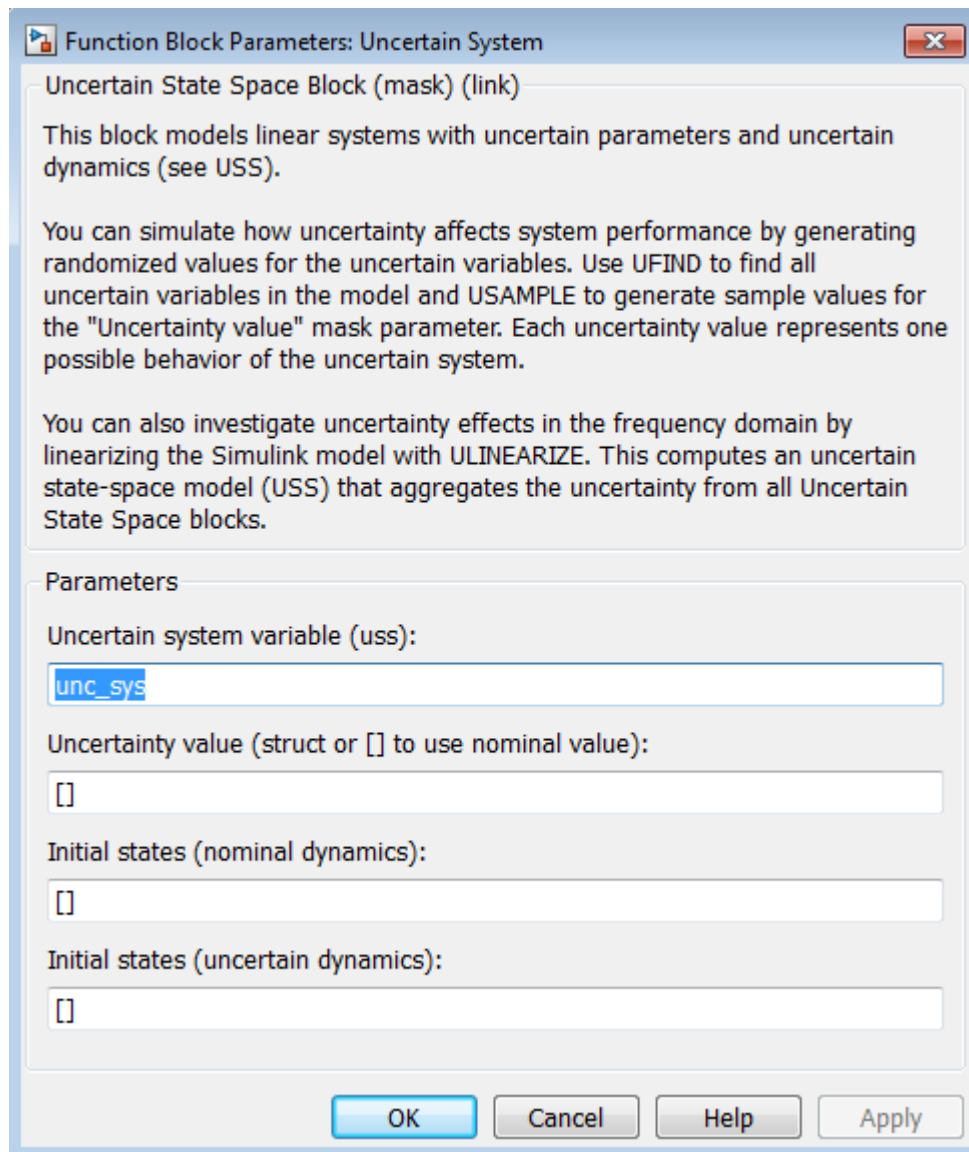 Function Block Parameters: Uncertain System
Uncertain State Space Block (mask) (link)
This block models linear systems with uncertain parameters and uncertain
dynamics (see USS).
You can simulate how uncertainty affects system performance by generating
randomized values for the uncertain variables. Use UFIND to find all
uncertain variables in the model and USAMPLE to generate sample values for
the "Uncertainty value" mask parameter. Each uncertainty value represents one
possible behavior of the uncertain system.
You can also investigate uncertainty effects in the frequency domain by
linearizing the Simulink model with ULINEARIZE. This computes an uncertain
state-space model (USS) that aggregates the uncertainty from all Uncertain
State Space blocks.
Parameters
Uncertain system variable (uss):
unc_sys
Uncertainty value (struct or [] to use nominal value):
[]
Initial states (nominal dynamics):
[]
Initial states (uncertain dynamics):
[]
OK Cancel Help Apply